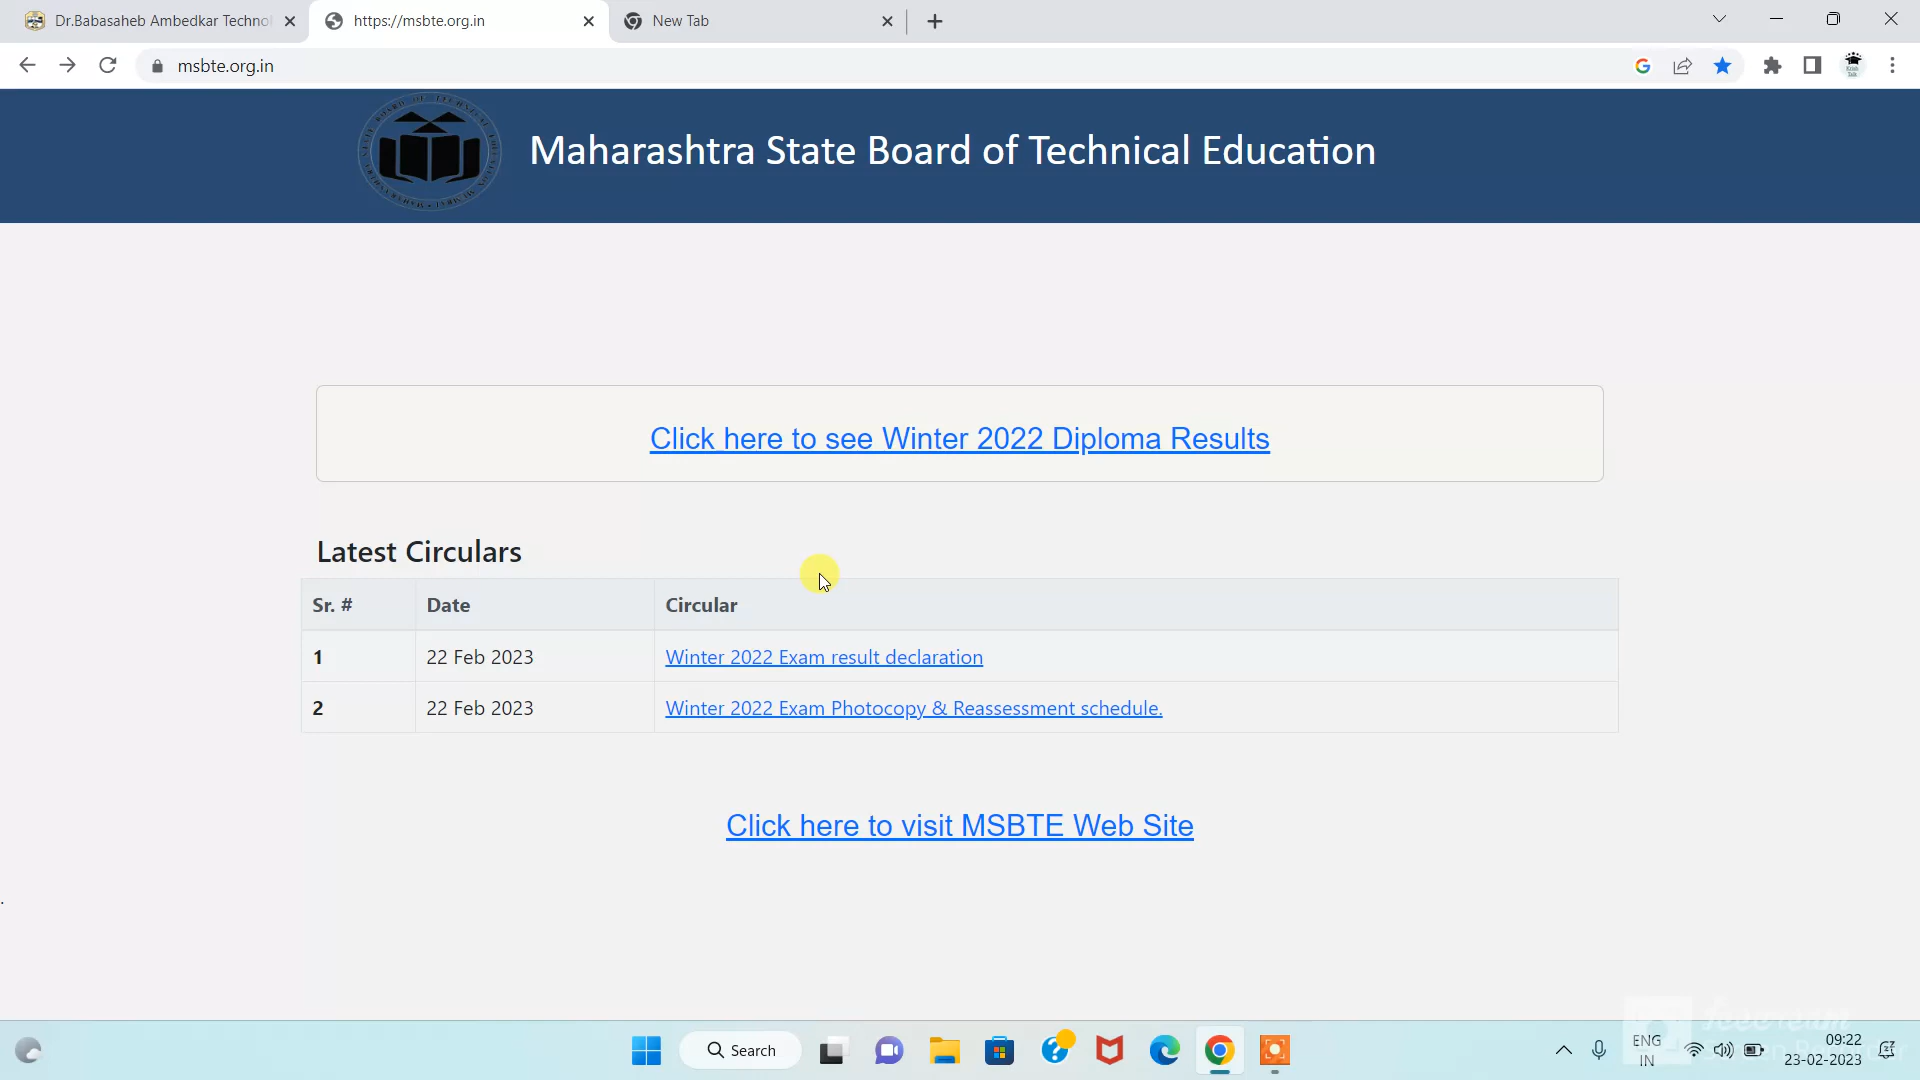 Dr.Babasaheb Ambedkar Technol
https://msbte.org.in
New Tab
msbte.org.in
Maharashtra State Board of Technical Education
Click here to see Winter 2022 Diploma Results
Latest Circulars
Sr. # Date Circular
1 22 Feb 2023 Winter 2022 Exam result declaration
2 22 Feb 2023 Winter 2022 Exam Photocopy & Reassessment schedule.
Click here to visit MSBTE Web Site
.
Search
ENG
IN
09:22
23-02-2023